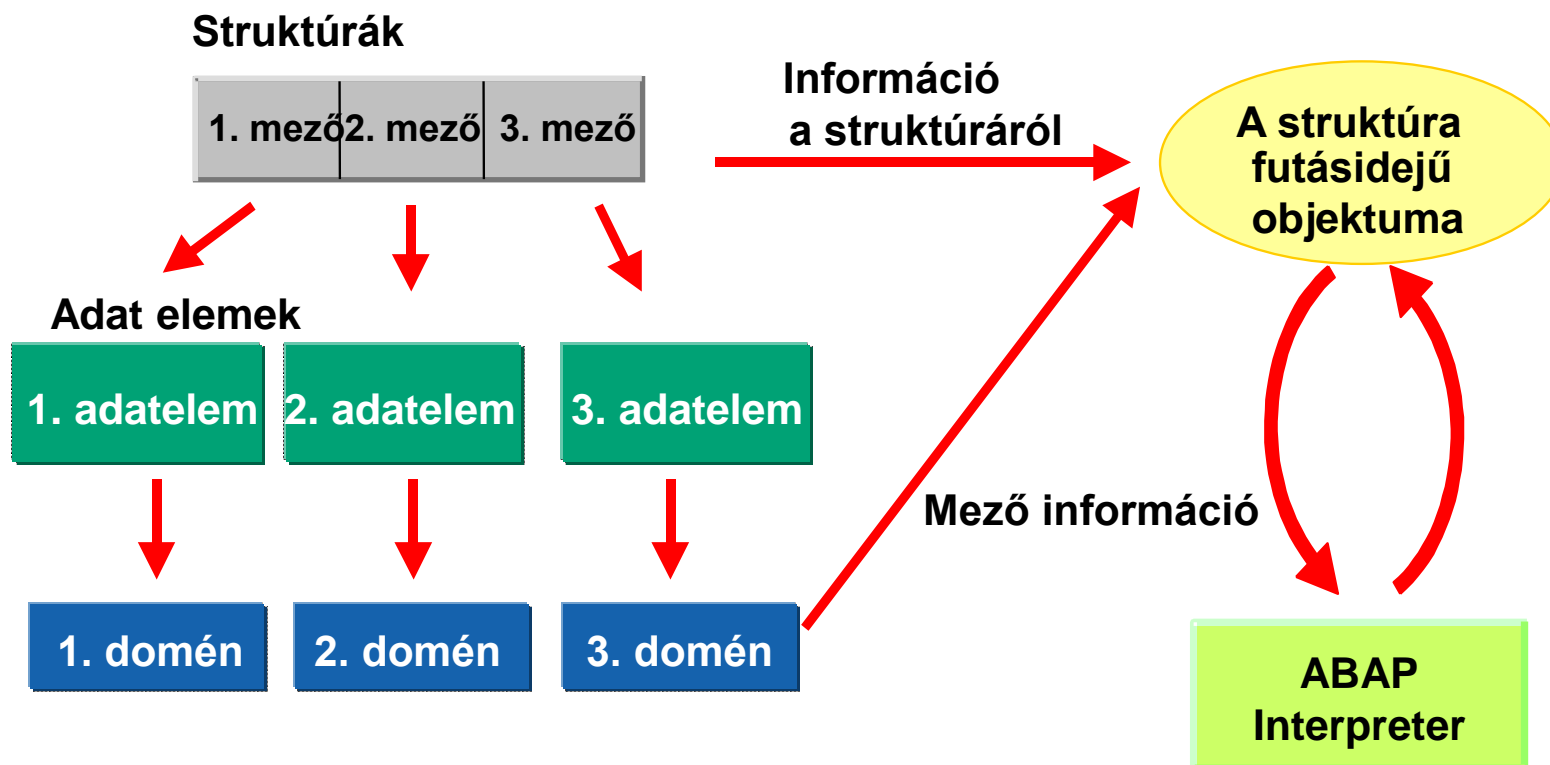 Struktúrák
1. mező 2. mező 3. mező
Információ
a struktúráról
A struktúra
futásidejű
objektuma
Adat elemek
1. adatelem 2. adatelem 3. adatelem
Mező információ
1. domén 2. domén 3. domén
ABAP
Interpreter